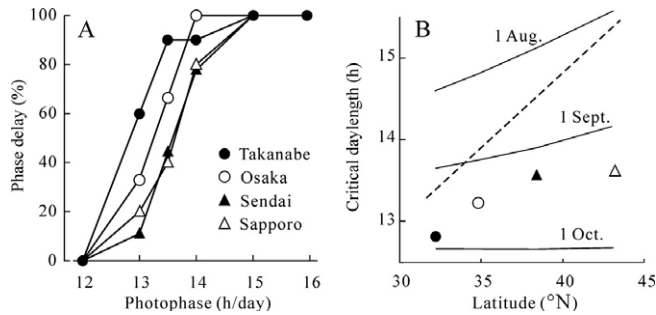 A
Phase delay (%)
100
80
60
40
20
0
12
13
14
15
16
Photophase (h/day)
Takanabe
Osaka
Sendai
Sapporo
B
Critical daylength (h)
15
14
13
1 Aug.
1 Sept.
1 Oct.
30
35
40
45
Latitude (°N)